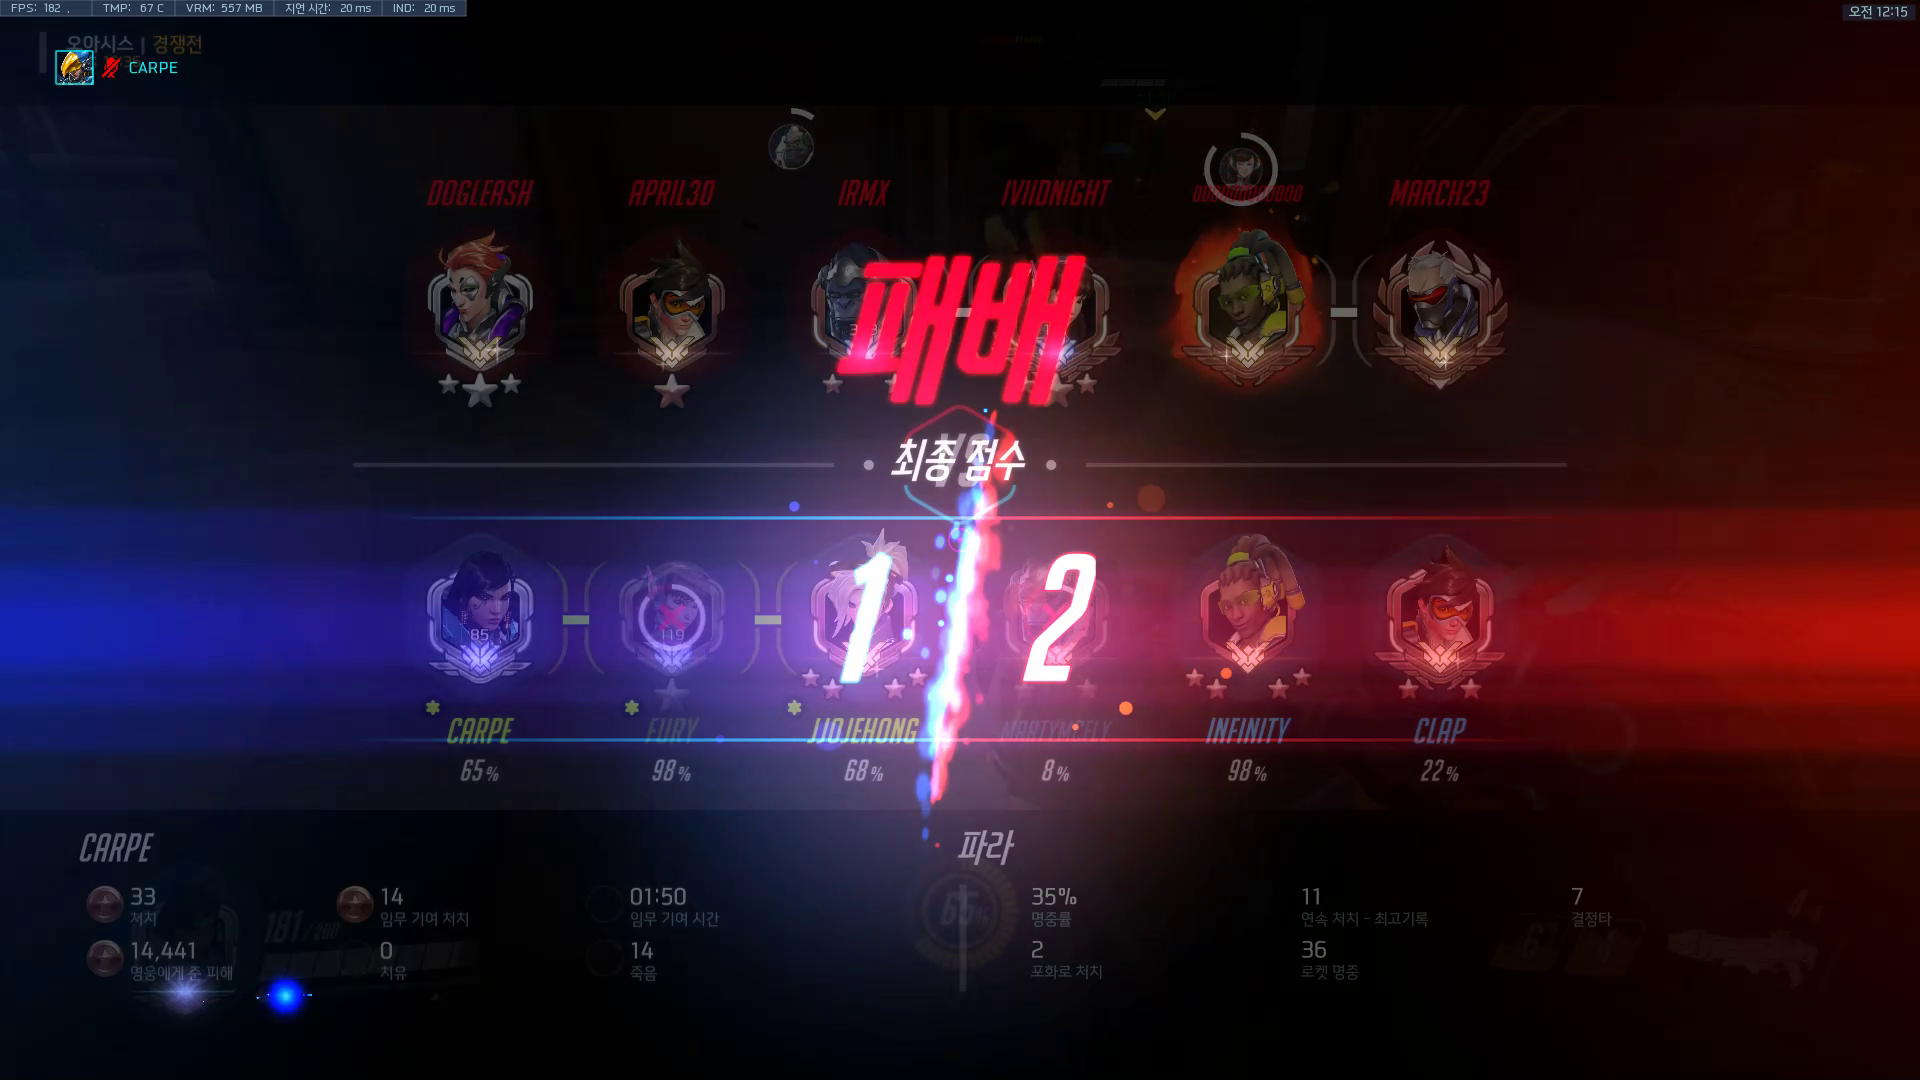 FPS: 182 . TMP: 67 C VRM: 557 MB 지연 시간: 20 ms IND: 20 ms
오전 12:15
오아시스 | 경쟁전
CARPE
DOGLEASH APRIL30 IRMX IVIIDNIGHT MARCH23
패배
VS
최종 점수
1 2
85 119
CARPE FURY JJOJEHONG MARTYMCFLY INFINITY CLAP
65% 98% 68% 8% 98% 22%
CARPE 파라
33 14 01:50 35% 11 7
처치 임무 기여 처치 임무 기여 시간 명중률 연속 처치 - 최고기록 결정타
181/200 65%
14,441 0 14 2 36
영웅에게 준 피해 치유 죽음 포화로 처치 로켓 명중